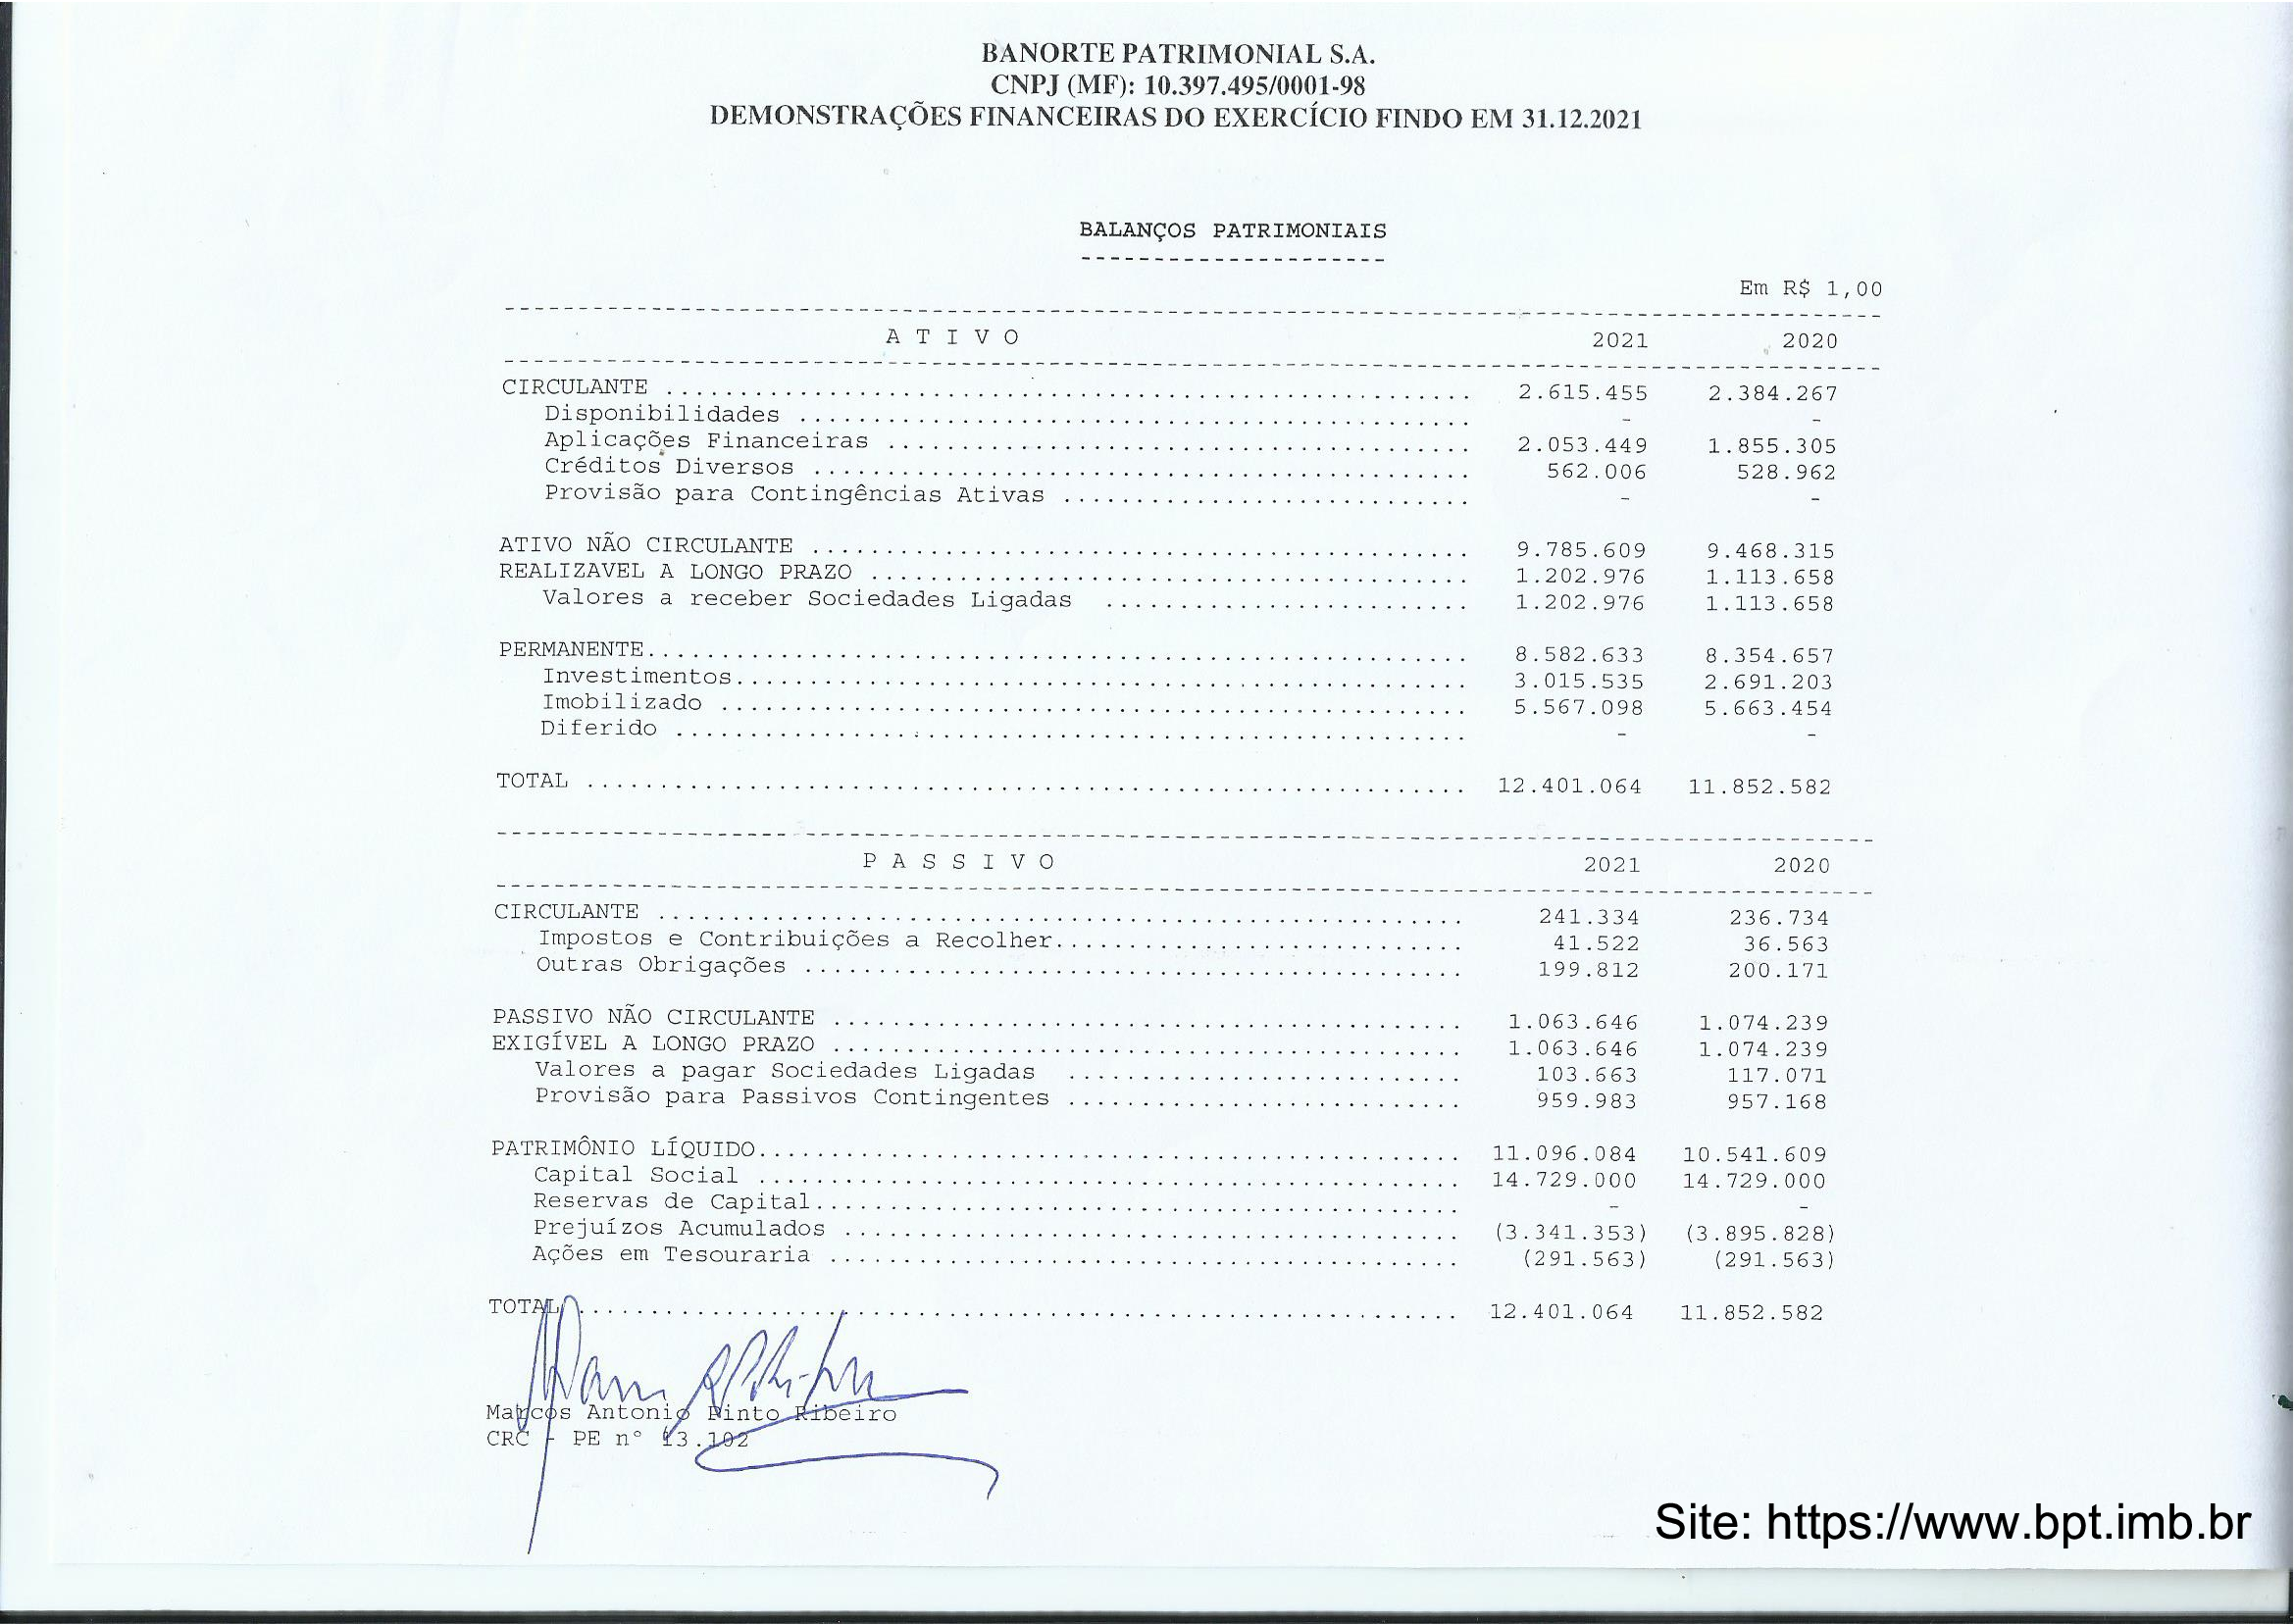 BANORTE PATRIMONIAL S.A.
CNPJ (MF): 10.397.495/0001-98
DEMONSTRAÇÕES FINANCEIRAS DO EXERCÍCIO FINDO EM 31.12.2021
BALANÇOS PATRIMONIAIS
Em R$ 1,00
A T I V O 2021 2020
CIRCULANTE 2.615.455 2.384.267
Disponibilidades - -
Aplicações Financeiras 2.053.449 1.855.305
Créditos Diversos 562.006 528.962
Provisão para Contingências Ativas - -
ATIVO NÃO CIRCULANTE 9.785.609 9.468.315
REALIZAVEL A LONGO PRAZO 1.202.976 1.113.658
Valores a receber Sociedades Ligadas 1.202.976 1.113.658
PERMANENTE 8.582.633 8.354.657
Investimentos 3.015.535 2.691.203
Imobilizado 5.567.098 5.663.454
Diferido - -
TOTAL 12.401.064 11.852.582
P A S S I V O 2021 2020
CIRCULANTE 241.334 236.734
Impostos e Contribuições a Recolher 41.522 36.563
Outras Obrigações 199.812 200.171
PASSIVO NÃO CIRCULANTE 1.063.646 1.074.239
EXIGÍVEL A LONGO PRAZO 1.063.646 1.074.239
Valores a pagar Sociedades Ligadas 103.663 117.071
Provisão para Passivos Contingentes 959.983 957.168
PATRIMÔNIO LÍQUIDO 11.096.084 10.541.609
Capital Social 14.729.000 14.729.000
Reservas de Capital - -
Prejuízos Acumulados (3.341.353) (3.895.828)
Ações em Tesouraria (291.563) (291.563)
TOTAL 12.401.064 11.852.582
Marcos Antonio Pinto Ribeiro
CRC - PE nº 13.102
Site: https://www.bpt.imb.br